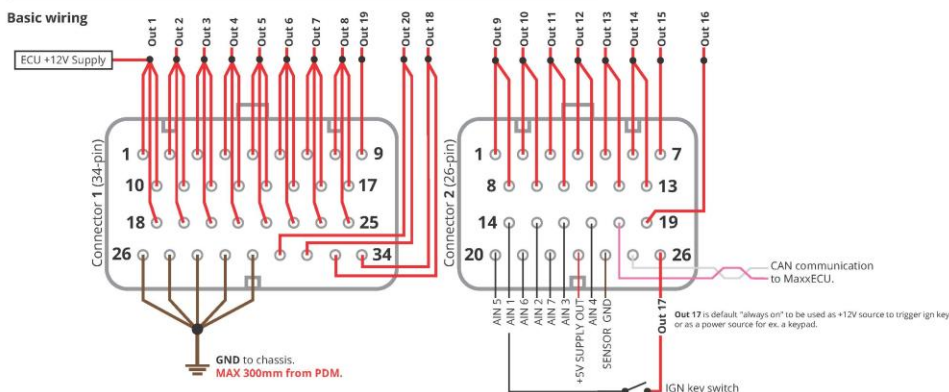 Basic wiring
ECU +12V Supply
Out 1
Out 2
Out 3
Out 4
Out 5
Out 6
Out 7
Out 8
Out 19
Out 20
Out 18
Out 9
Out 10
Out 11
Out 12
Out 13
Out 14
Out 15
Out 16
Connector 1 (34-pin)
1
9
10
17
18
25
26
34
Connector 2 (26-pin)
1
7
8
13
14
19
20
26
AIN 5
AIN 1
AIN 6
AIN 2
AIN 7
AIN 3
+5V SUPPLY OUT
AIN 4
SENSOR GND
Out 17
CAN communication
to MaxxECU.
Out 17 is default "always on" to be used as +12V source to trigger ign key
or as a power source for ex. a keypad.
GND to chassis.
MAX 300mm from PDM.
IGN key switch